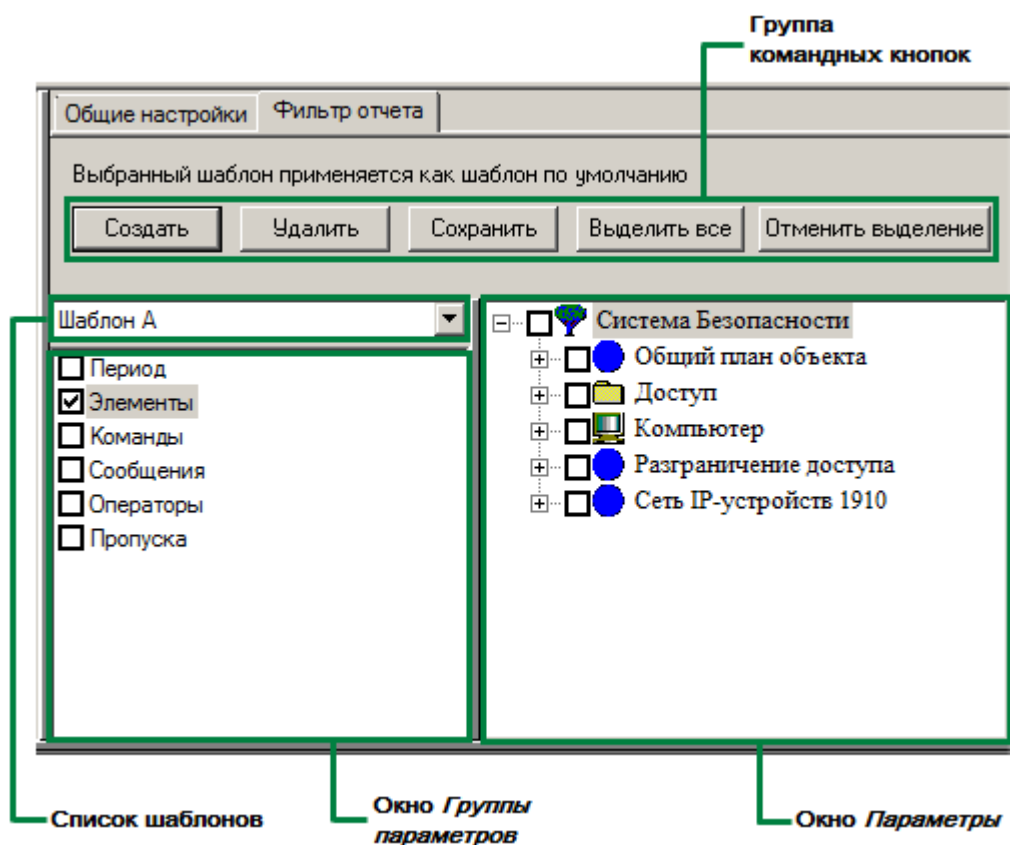 Группа
командных кнопок
Общие настройки
Фильтр отчета
Выбранный шаблон применяется как шаблон по умолчанию
Создать
Удалить
Сохранить
Выделить все
Отменить выделение
Шаблон А
Период
Элементы
Команды
Сообщения
Операторы
Пропуска
Система Безопасности
Общий план объекта
Доступ
Компьютер
Разграничение доступа
Сеть IP-устройств 1910
Список шаблонов
Окно Группы
параметров
Окно Параметры